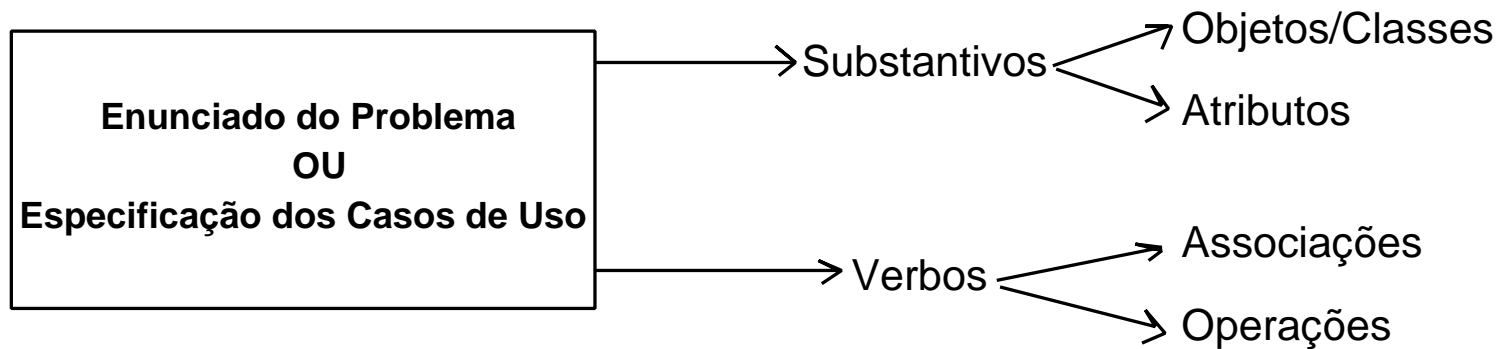 Enunciado do Problema
OU
Especificação dos Casos de Uso
Substantivos
Objetos/Classes
Atributos
Verbos
Associações
Operações